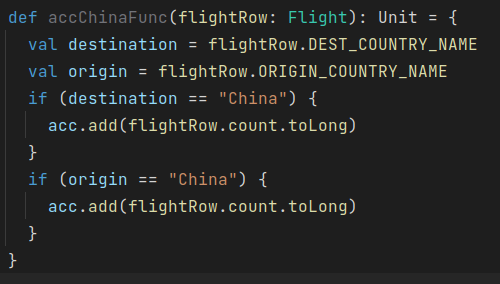 def accChinaFunc(flightRow: Flight): Unit = {
  val destination = flightRow.DEST_COUNTRY_NAME
  val origin = flightRow.ORIGIN_COUNTRY_NAME
  if (destination == "China") {
    acc.add(flightRow.count.toLong)
  }
  if (origin == "China") {
    acc.add(flightRow.count.toLong)
  }
}